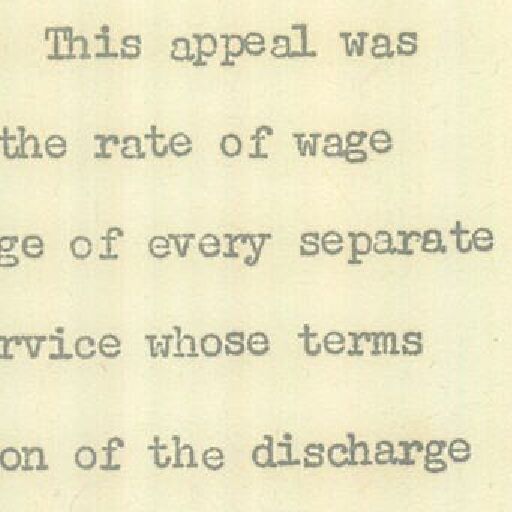 This appeal was
the rate of wage
ge of every separate
rvice whose terms
on of the discharge